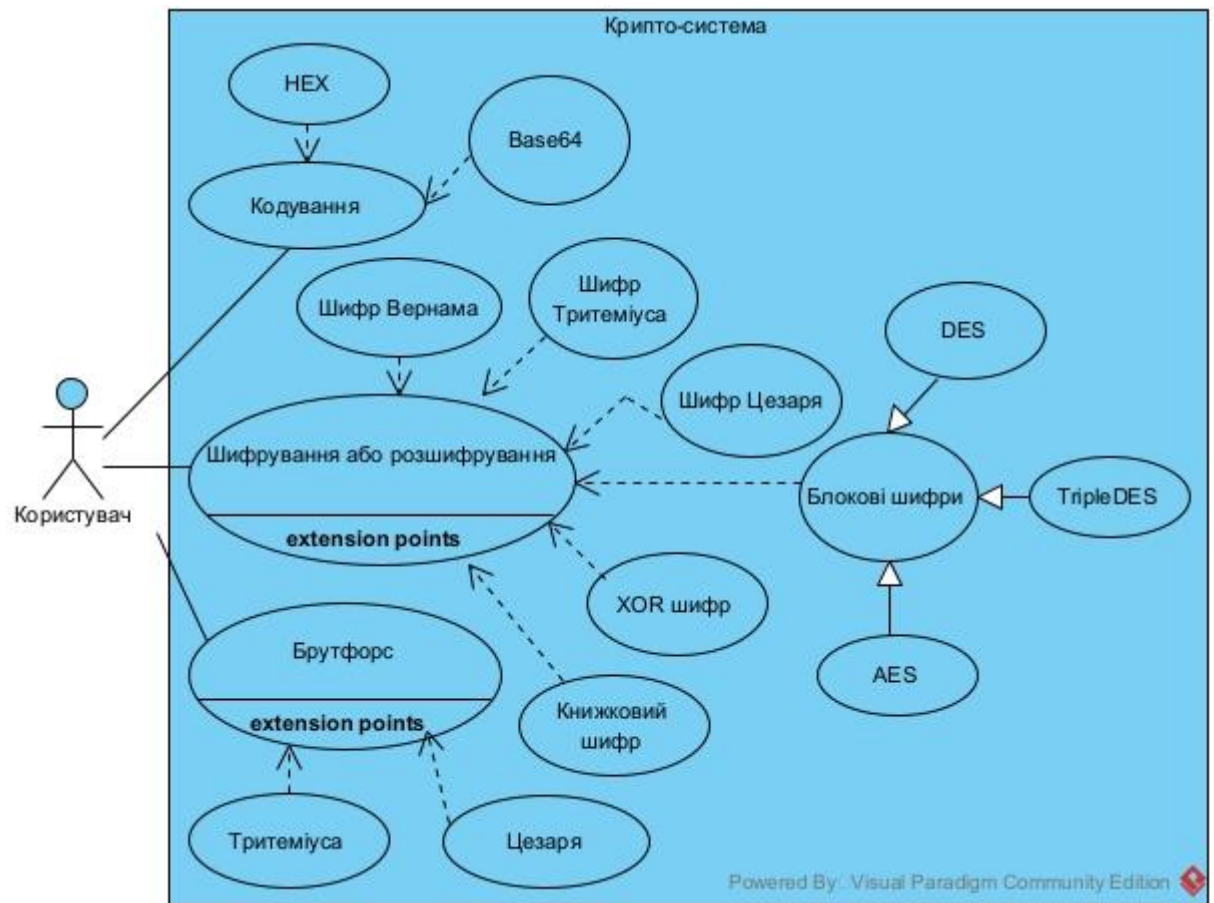 Крипто-система
HEX
Base64
Кодування
Шифр Вернама
Шифр
Тритеміуса
DES
Шифр Цезаря
Шифрування або розшифрування
extension points
Блокові шифри
TripleDES
Користувач
XOR шифр
Брутфорс
extension points
AES
Книжковий
шифр
Тритеміуса
Цезаря
Powered By: Visual Paradigm Community Edition